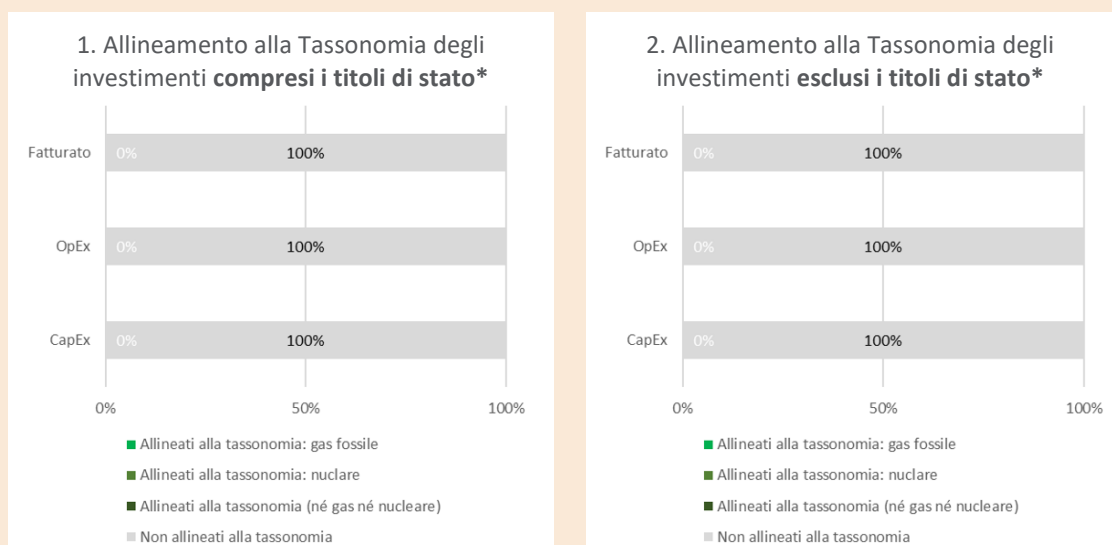 1. Allineamento alla Tassonomia degli
investimenti compresi i titoli di stato*
Fatturato
0%
100%
OpEx
0%
100%
CapEx
0%
100%
0%
50%
100%
Allineati alla tassonomia: gas fossile
Allineati alla tassonomia: nuclare
Allineati alla tassonomia (né gas né nucleare)
Non allineati alla tassonomia
2. Allineamento alla Tassonomia degli
investimenti esclusi i titoli di stato*
Fatturato
0%
100%
OpEx
0%
100%
CapEx
0%
100%
0%
50%
100%
Allineati alla tassonomia: gas fossile
Allineati alla tassonomia: nuclare
Allineati alla tassonomia (né gas né nucleare)
Non allineati alla tassonomia